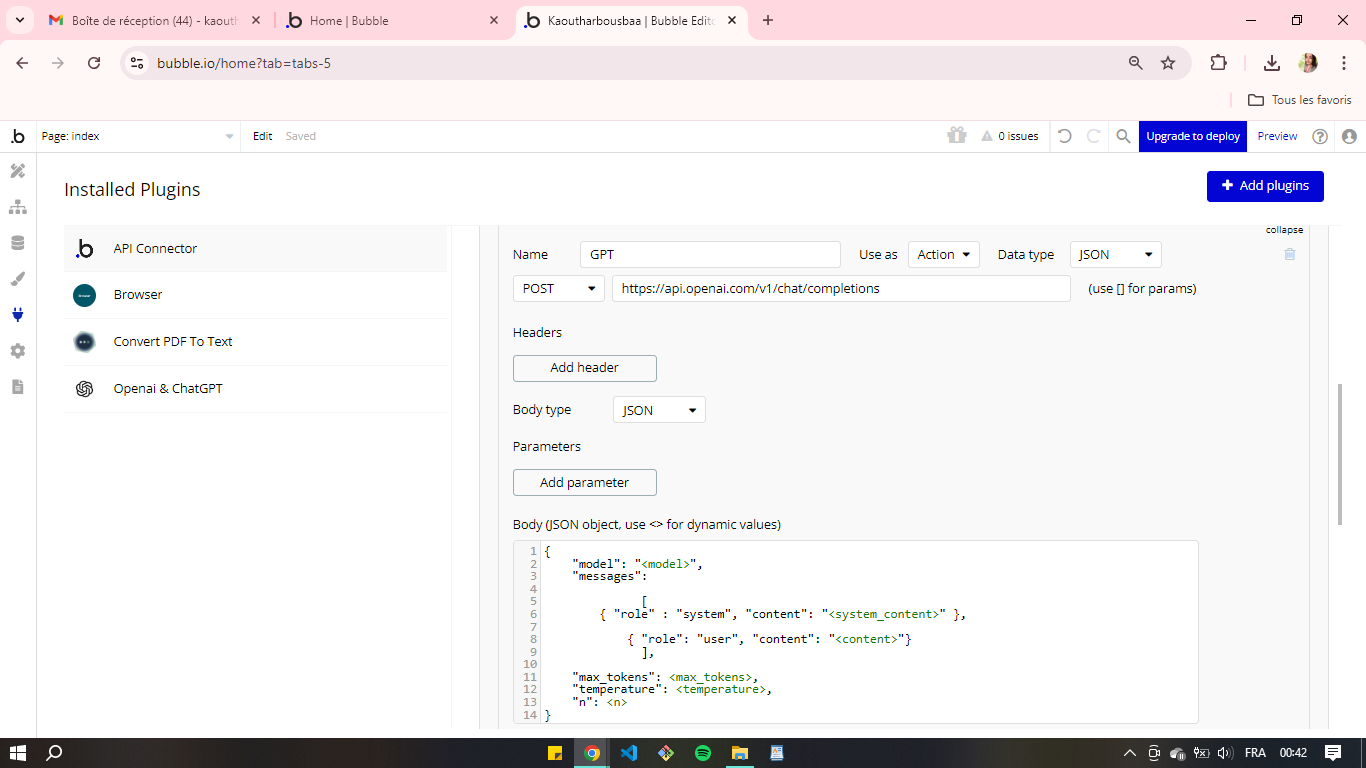 Boîte de réception (44) - kaouth
Home | Bubble
Kaoutharbousbaa | Bubble Edito
bubble.io/home?tab=tabs-5
Tous les favoris
Page: index
Edit
Saved
0 issues
Upgrade to deploy
Preview
Installed Plugins
Add plugins
API Connector
Browser
Convert PDF To Text
Openai & ChatGPT
collapse
Name
GPT
Use as
Action
Data type
JSON
POST
https://api.openai.com/v1/chat/completions
(use [] for params)
Headers
Add header
Body type
JSON
Parameters
Add parameter
Body (JSON object, use <> for dynamic values)
1 {
2 "model": "<model>",
3 "messages":
4
5 [
6 { "role" : "system", "content": "<system_content>" },
7
8 { "role": "user", "content": "<content>"}
9 ],
10
11 "max_tokens": <max_tokens>,
12 "temperature": <temperature>,
13 "n": <n>
14 }
FRA
00:42